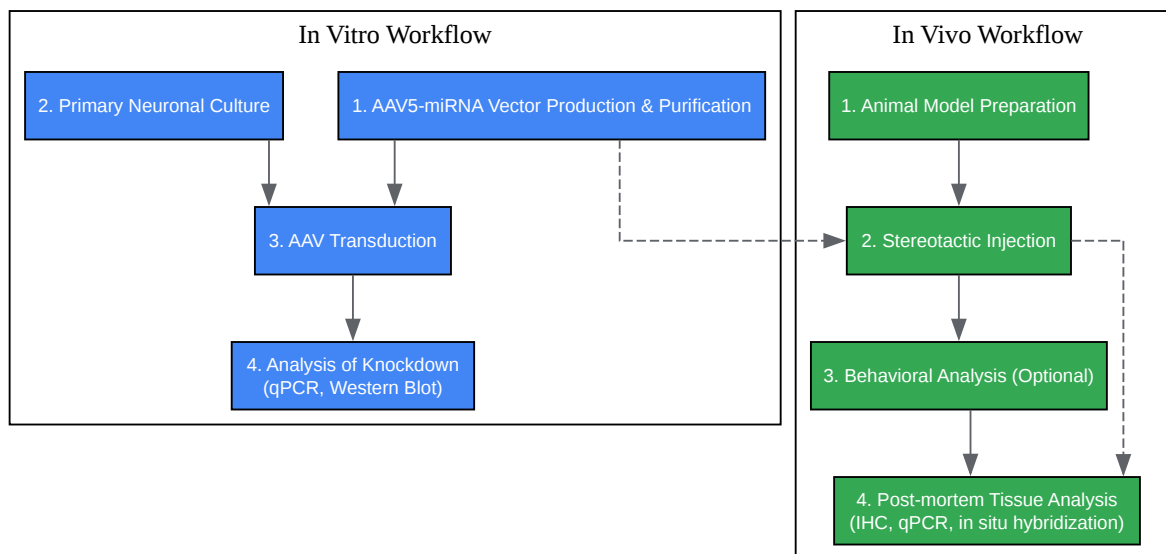 In Vitro Workflow
2. Primary Neuronal Culture
1. AAV5-miRNA Vector Production & Purification
3. AAV Transduction
4. Analysis of Knockdown
(qPCR, Western Blot)
In Vivo Workflow
1. Animal Model Preparation
2. Stereotactic Injection
3. Behavioral Analysis (Optional)
4. Post-mortem Tissue Analysis
(IHC, qPCR, in situ hybridization)